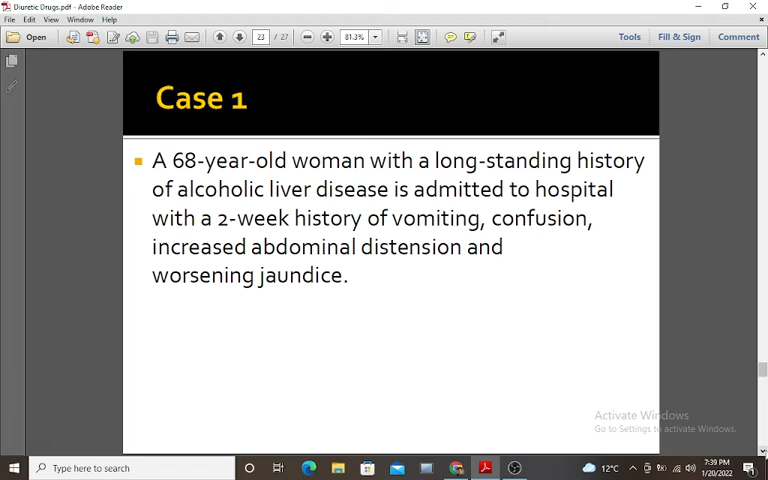 Diuretic Drugs.pdf - Adobe Reader
File Edit View Window Help
Open 23 / 27 81.3% Tools Fill & Sign Comment
Case 1
A 68-year-old woman with a long-standing history
of alcoholic liver disease is admitted to hospital
with a 2-week history of vomiting, confusion,
increased abdominal distension and
worsening jaundice.
Activate Windows
Go to Settings to activate Windows.
Type here to search
12°C
7:39 PM
1/20/2022